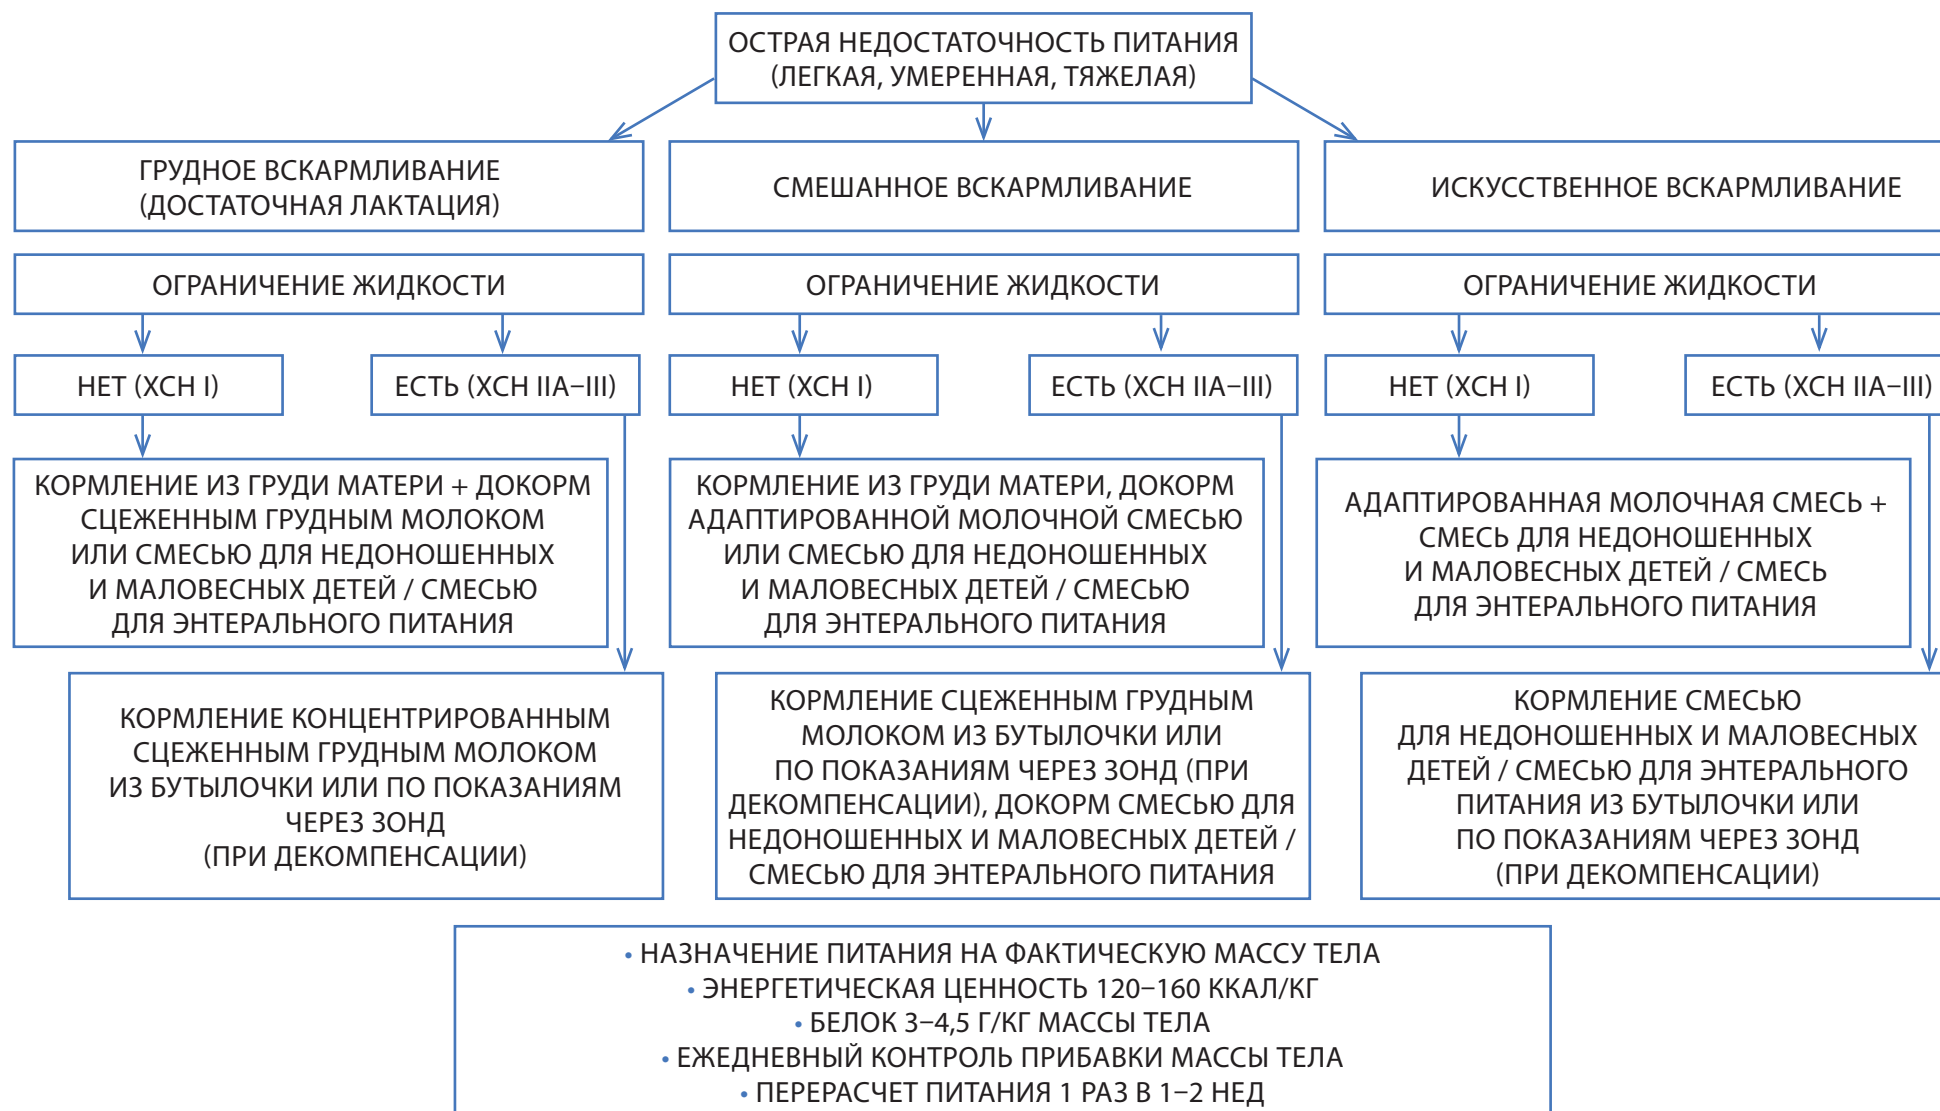 ОСТРАЯ НЕДОСТАТОЧНОСТЬ ПИТАНИЯ
(ЛЕГКАЯ, УМЕРЕННАЯ, ТЯЖЕЛАЯ)
ГРУДНОЕ ВСКАРМЛИВАНИЕ
(ДОСТАТОЧНАЯ ЛАКТАЦИЯ)
СМЕШАННОЕ ВСКАРМЛИВАНИЕ
ИСКУССТВЕННОЕ ВСКАРМЛИВАНИЕ
ОГРАНИЧЕНИЕ ЖИДКОСТИ
ОГРАНИЧЕНИЕ ЖИДКОСТИ
ОГРАНИЧЕНИЕ ЖИДКОСТИ
НЕТ (ХСН I)
ЕСТЬ (ХСН IIА–III)
НЕТ (ХСН I)
ЕСТЬ (ХСН IIА–III)
НЕТ (ХСН I)
ЕСТЬ (ХСН IIА–III)
КОРМЛЕНИЕ ИЗ ГРУДИ МАТЕРИ + ДОКОРМ
СЦЕЖЕННЫМ ГРУДНЫМ МОЛОКОМ
ИЛИ СМЕСЬЮ ДЛЯ НЕДОНОШЕННЫХ
И МАЛОВЕСНЫХ ДЕТЕЙ / СМЕСЬЮ
ДЛЯ ЭНТЕРАЛЬНОГО ПИТАНИЯ
КОРМЛЕНИЕ ИЗ ГРУДИ МАТЕРИ, ДОКОРМ
АДАПТИРОВАННОЙ МОЛОЧНОЙ СМЕСЬЮ
ИЛИ СМЕСЬЮ ДЛЯ НЕДОНОШЕННЫХ
И МАЛОВЕСНЫХ ДЕТЕЙ / СМЕСЬЮ
ДЛЯ ЭНТЕРАЛЬНОГО ПИТАНИЯ
АДАПТИРОВАННАЯ МОЛОЧНАЯ СМЕСЬ +
СМЕСЬ ДЛЯ НЕДОНОШЕННЫХ
И МАЛОВЕСНЫХ ДЕТЕЙ / СМЕСЬ
ДЛЯ ЭНТЕРАЛЬНОГО ПИТАНИЯ
КОРМЛЕНИЕ КОНЦЕНТРИРОВАННЫМ
СЦЕЖЕННЫМ ГРУДНЫМ МОЛОКОМ
ИЗ БУТЫЛОЧКИ ИЛИ ПО ПОКАЗАНИЯМ
ЧЕРЕЗ ЗОНД
(ПРИ ДЕКОМПЕНСАЦИИ)
КОРМЛЕНИЕ СЦЕЖЕННЫМ ГРУДНЫМ
МОЛОКОМ ИЗ БУТЫЛОЧКИ ИЛИ
ПО ПОКАЗАНИЯМ ЧЕРЕЗ ЗОНД (ПРИ
ДЕКОМПЕНСАЦИИ), ДОКОРМ СМЕСЬЮ ДЛЯ
НЕДОНОШЕННЫХ И МАЛОВЕСНЫХ ДЕТЕЙ /
СМЕСЬЮ ДЛЯ ЭНТЕРАЛЬНОГО ПИТАНИЯ
КОРМЛЕНИЕ СМЕСЬЮ
ДЛЯ НЕДОНОШЕННЫХ И МАЛОВЕСНЫХ
ДЕТЕЙ / СМЕСЬЮ ДЛЯ ЭНТЕРАЛЬНОГО
ПИТАНИЯ ИЗ БУТЫЛОЧКИ ИЛИ
ПО ПОКАЗАНИЯМ ЧЕРЕЗ ЗОНД
(ПРИ ДЕКОМПЕНСАЦИИ)
• НАЗНАЧЕНИЕ ПИТАНИЯ НА ФАКТИЧЕСКУЮ МАССУ ТЕЛА
• ЭНЕРГЕТИЧЕСКАЯ ЦЕННОСТЬ 120–160 ККАЛ/КГ
• БЕЛОК 3–4,5 Г/КГ МАССЫ ТЕЛА
• ЕЖЕДНЕВНЫЙ КОНТРОЛЬ ПРИБАВКИ МАССЫ ТЕЛА
• ПЕРЕРАСЧЕТ ПИТАНИЯ 1 РАЗ В 1–2 НЕД